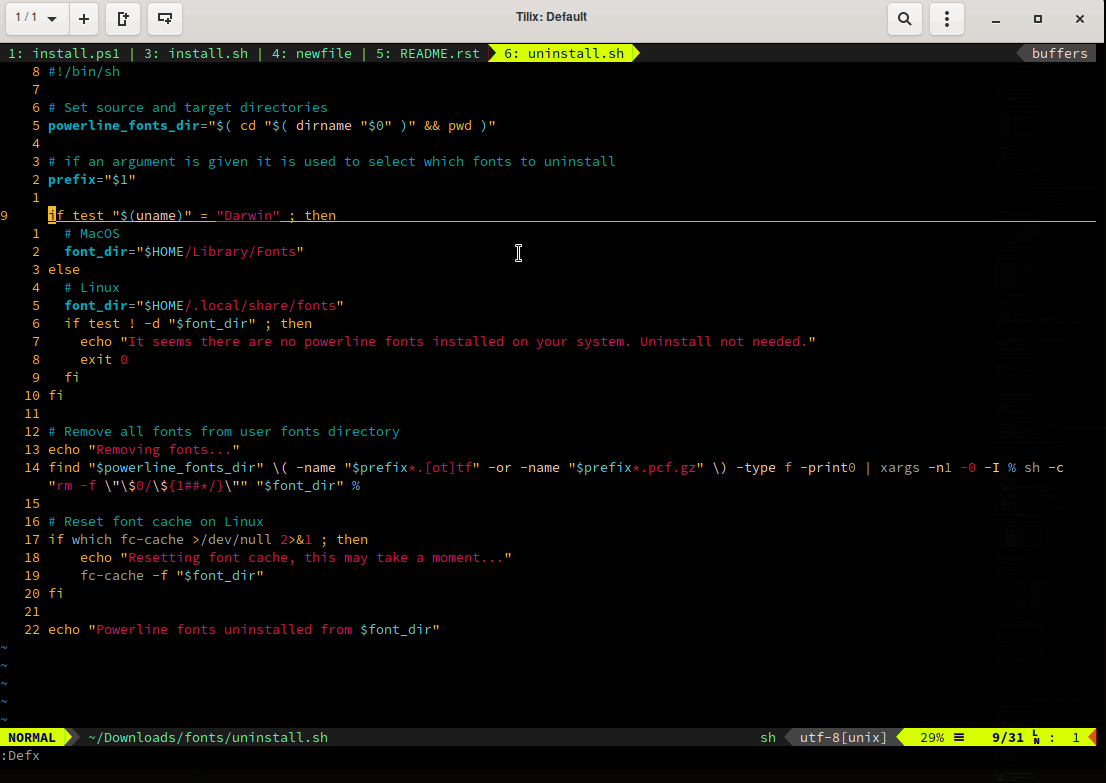 1 / 1
Tilix: Default
1: install.ps1 | 3: install.sh | 4: newfile | 5: README.rst 6: uninstall.sh buffers
8 #!/bin/sh
7
6 # Set source and target directories
5 powerline_fonts_dir="$( cd "$( dirname "$0" )" && pwd )"
4
3 # if an argument is given it is used to select which fonts to uninstall
2 prefix="$1"
1
9 if test "$(uname)" = "Darwin" ; then
1 # MacOS
2 font_dir="$HOME/Library/Fonts"
3 else
4 # Linux
5 font_dir="$HOME/.local/share/fonts"
6 if test ! -d "$font_dir" ; then
7 echo "It seems there are no powerline fonts installed on your system. Uninstall not needed."
8 exit 0
9 fi
10 fi
11
12 # Remove all fonts from user fonts directory
13 echo "Removing fonts..."
14 find "$powerline_fonts_dir" \( -name "$prefix*.[ot]tf" -or -name "$prefix*.pcf.gz" \) -type f -print0 | xargs -n1 -0 -I % sh -c
"rm -f \"\$0/\${1##*/}\"" "$font_dir" %
15
16 # Reset font cache on Linux
17 if which fc-cache >/dev/null 2>&1 ; then
18 echo "Resetting font cache, this may take a moment..."
19 fc-cache -f "$font_dir"
20 fi
21
22 echo "Powerline fonts uninstalled from $font_dir"
~
~
~
~
~
NORMAL ~/Downloads/fonts/uninstall.sh sh utf-8[unix] 29% ☰ 9/31 LN : 1
:Defx